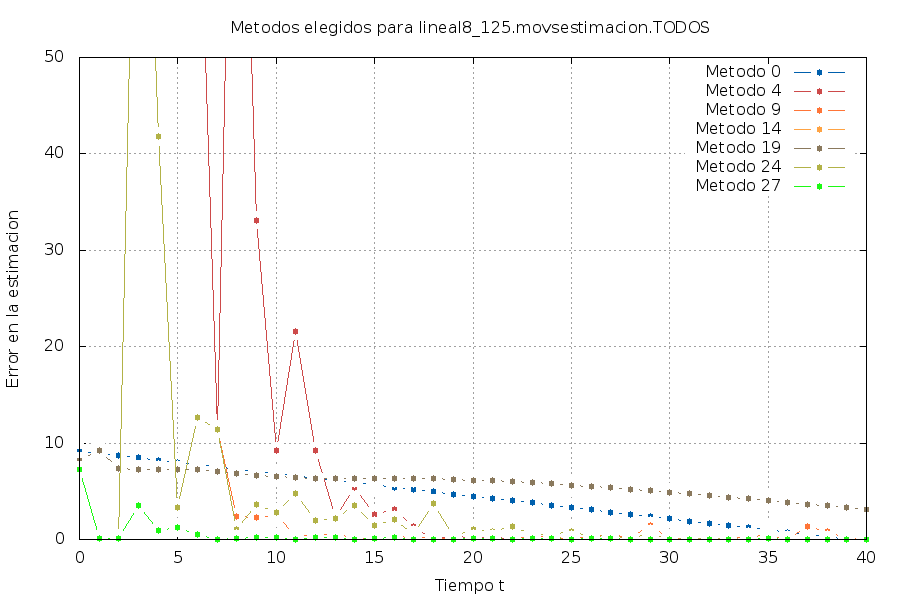 Metodos elegidos para lineal8_125.movsestimacion.TODOS
50
40
30
20
10
0
Error en la estimacion
Metodo 0
Metodo 4
Metodo 9
Metodo 14
Metodo 19
Metodo 24
Metodo 27
0 5 10 15 20 25 30 35 40
Tiempo t